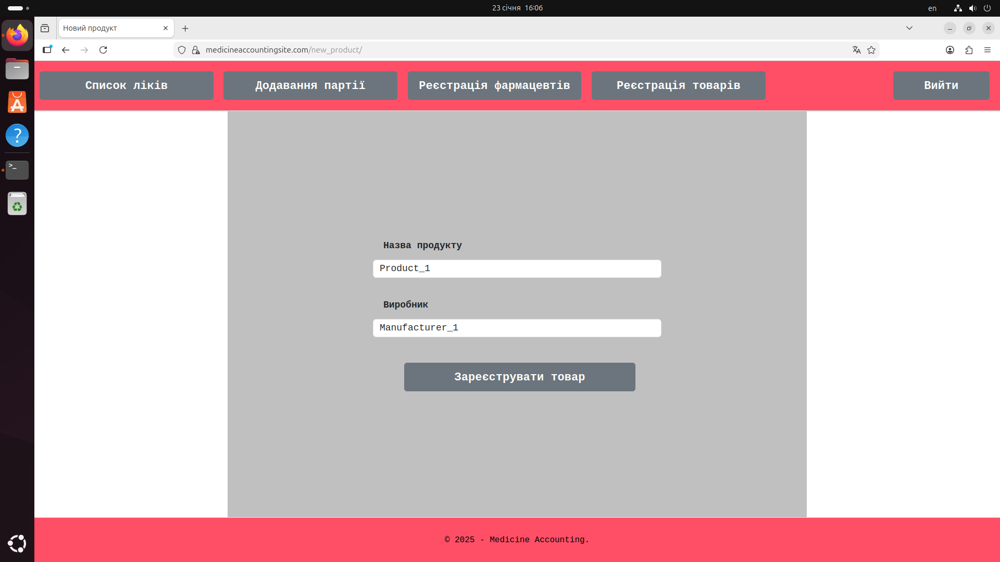 23 січня 16:06
en
Новий продукт
medicineaccountingsite.com/new_product/
Список ліків
Додавання партії
Реєстрація фармацевтів
Реєстрація товарів
Вийти
Назва продукту
Product_1
Виробник
Manufacturer_1
Зареєструвати товар
© 2025 - Medicine Accounting.